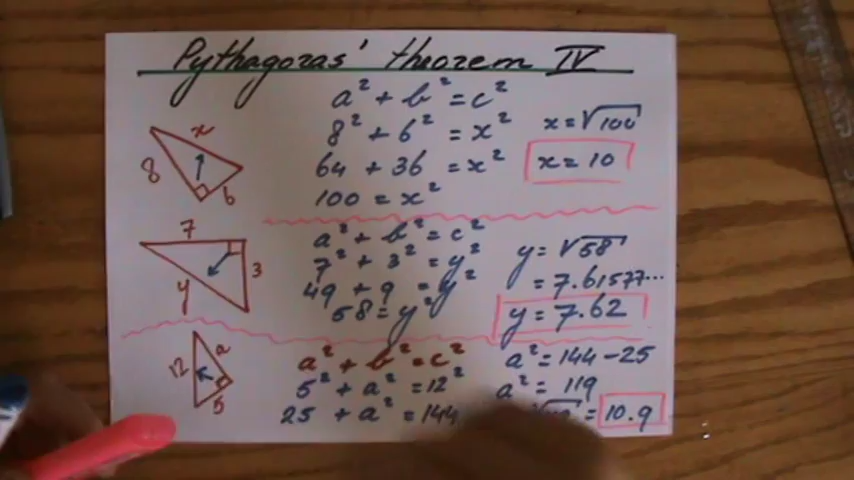 Pythagoras' theorem IV
a² + b² = c²
8² + 6² = x²
64 + 36 = x²
100 = x²
x = √100
x = 10
x
8
6
a² + b² = c²
7² + 3² = y²
49 + 9 = y²
58 = y²
y = √58
= 7.61577...
y = 7.62
7
3
y
a² + b² = c²
5² + a² = 12²
25 + a² = 144
a² = 144 - 25
a² = 119
= 10.9
12
a
5